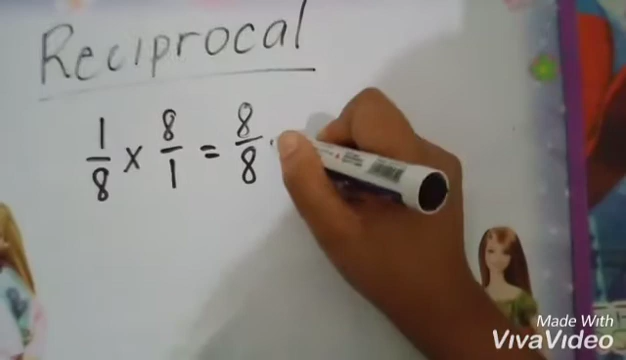 Reciprocal
1/8 x 8/1 = 8/8
Made With
VivaVideo